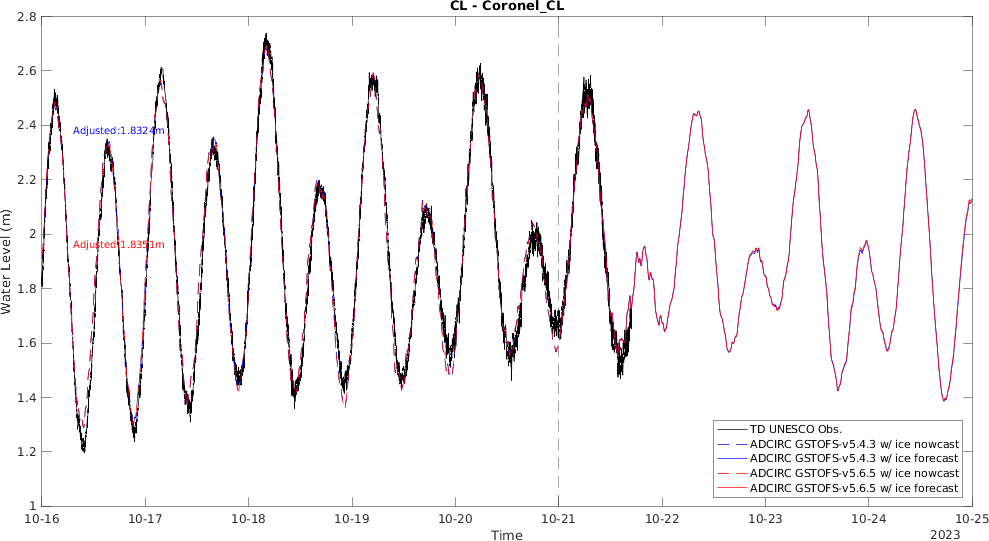 CL - Coronel_CL
2.8
2.6
2.4
2.2
2
1.8
1.6
1.4
1.2
1
Water Level (m)
Adjusted:1.8324m
Adjusted:1.8351m
TD UNESCO Obs.
ADCIRC GSTOFS-v5.4.3 w/ ice nowcast
ADCIRC GSTOFS-v5.4.3 w/ ice forecast
ADCIRC GSTOFS-v5.6.5 w/ ice nowcast
ADCIRC GSTOFS-v5.6.5 w/ ice forecast
10-16 10-17 10-18 10-19 10-20 10-21 10-22 10-23 10-24 10-25
Time
2023